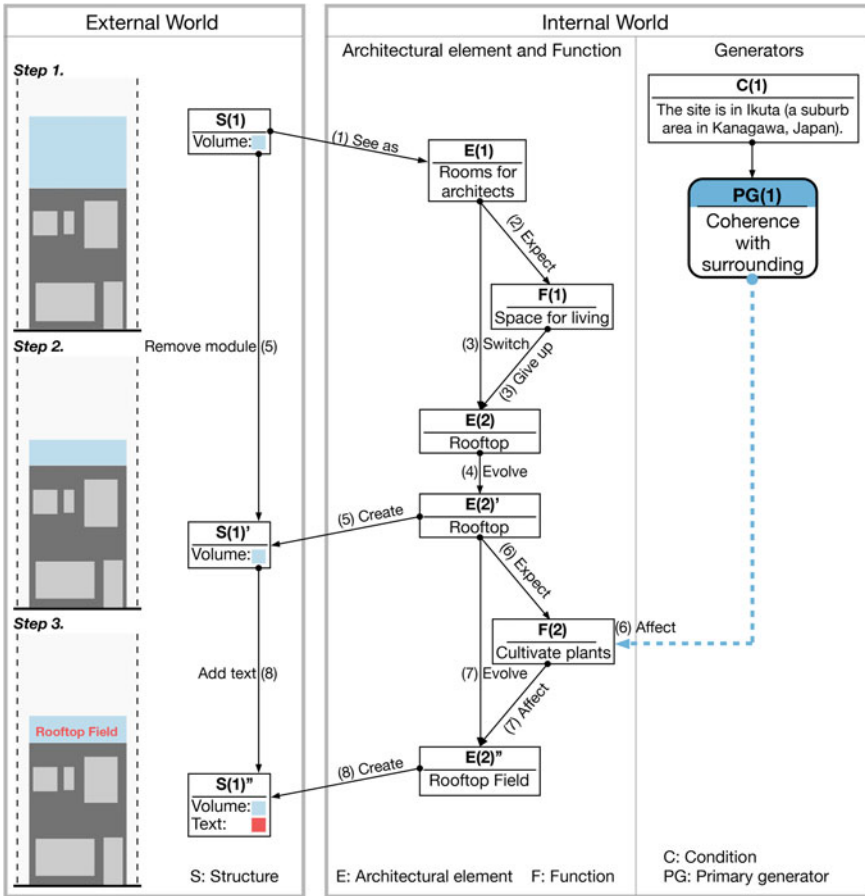 External World
Internal World
Architectural element and Function
Generators
Step 1.
S(1)
Volume:
(1) See as
E(1)
Rooms for
architects
(2) Expect
F(1)
Space for living
(3) Switch
(3) Give up
C(1)
The site is in Ikuta (a suburb
area in Kanagawa, Japan).
PG(1)
Coherence
with
surrounding
Step 2.
Remove module (5)
E(2)
Rooftop
(4) Evolve
E(2)'
Rooftop
(5) Create
S(1)'
Volume:
(6) Expect
F(2)
Cultivate plants
(6) Affect
Step 3.
Add text (8)
(7) Evolve
(7) Affect
Rooftop Field
E(2)"
Rooftop Field
(8) Create
S(1)"
Volume:
Text:
S: Structure
E: Architectural element
F: Function
C: Condition
PG: Primary generator